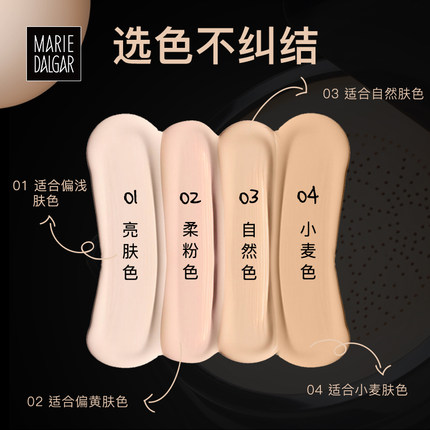 MARIE
DALGAR
选色不纠结
03 适合自然肤色
01 适合偏浅
肤色
01
亮肤色
02
柔粉色
03
自然色
04
小麦色
02 适合偏黄肤色
04 适合小麦肤色